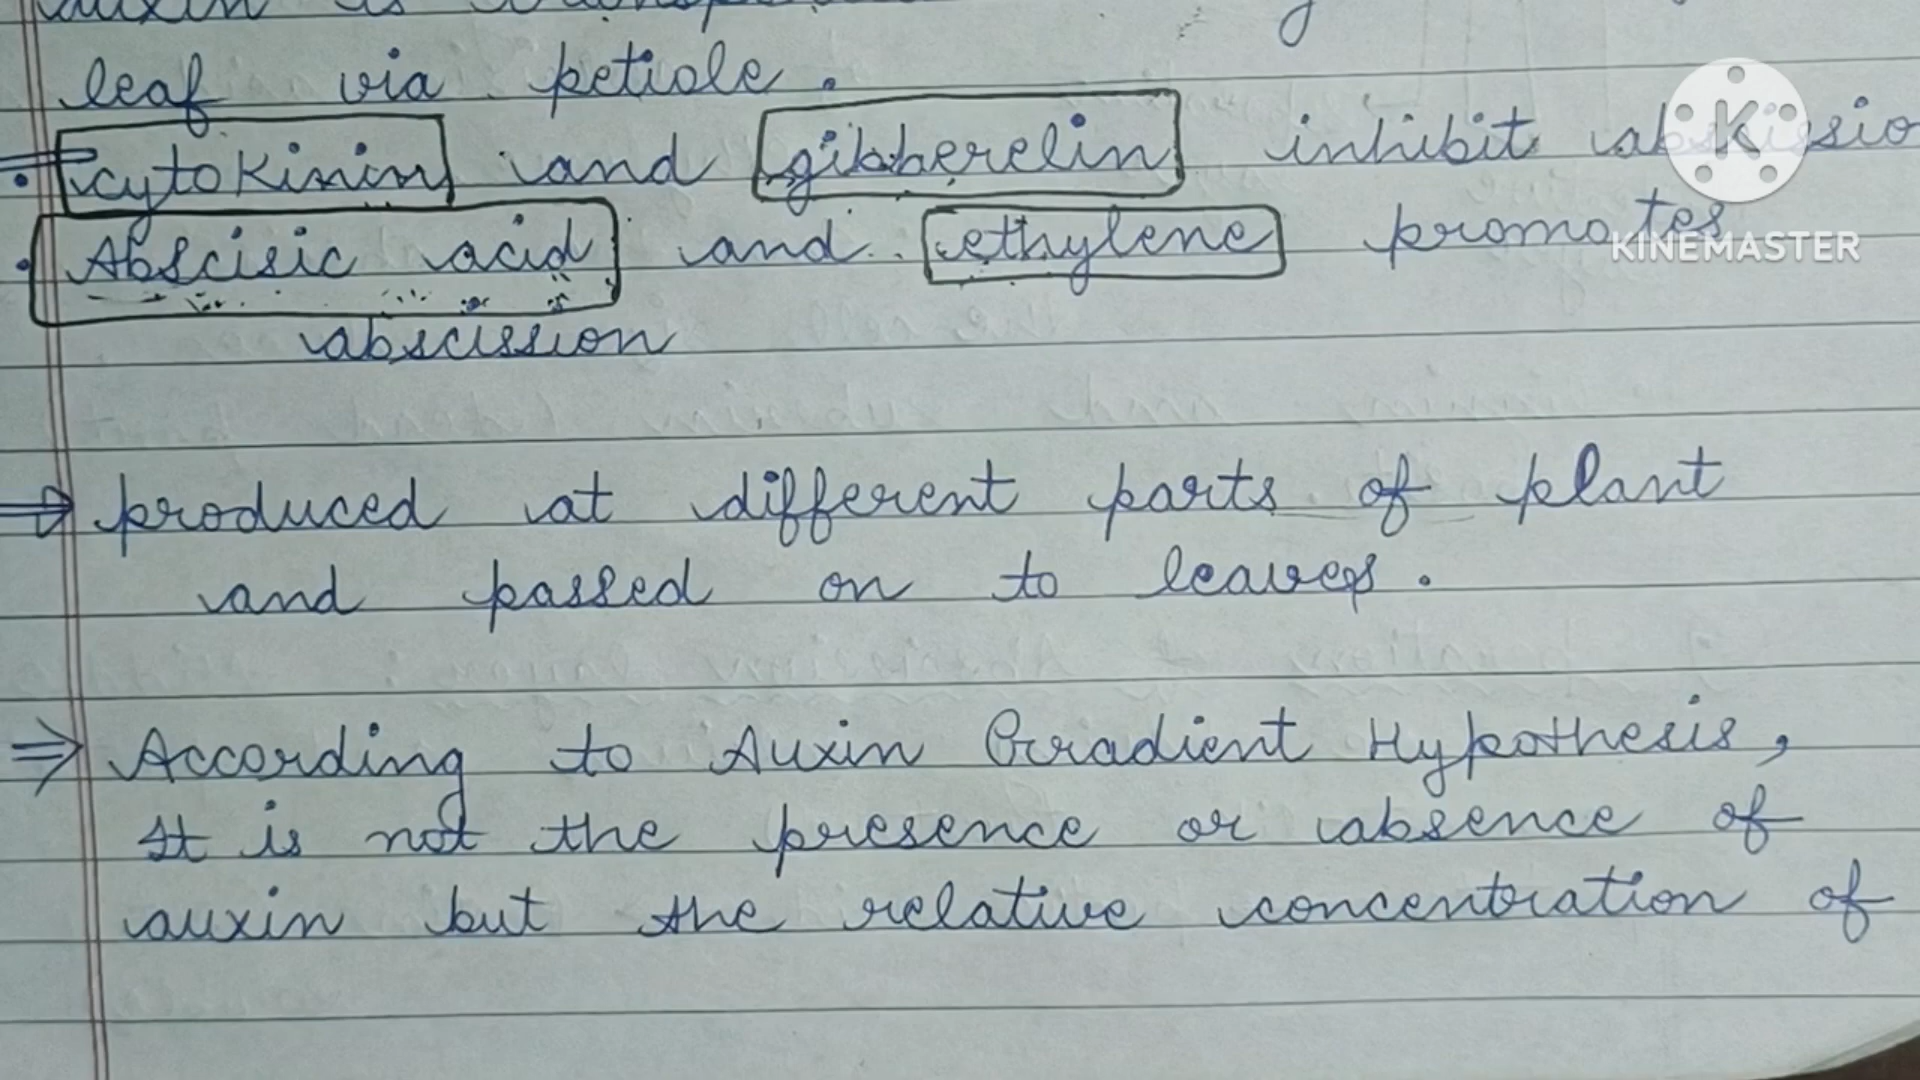 auxin is
leaf via petiole.
• cytokinin and gibberelin inhibit
• Abscisic acid and ethylene promotes
abscission
⇒ produced at different parts of plant
and passed on to leaves.
⇒ According to Auxin Gradient Hypothesis,
It is not the presence or absence of
auxin but the relative concentration of
K
KINEMASTER